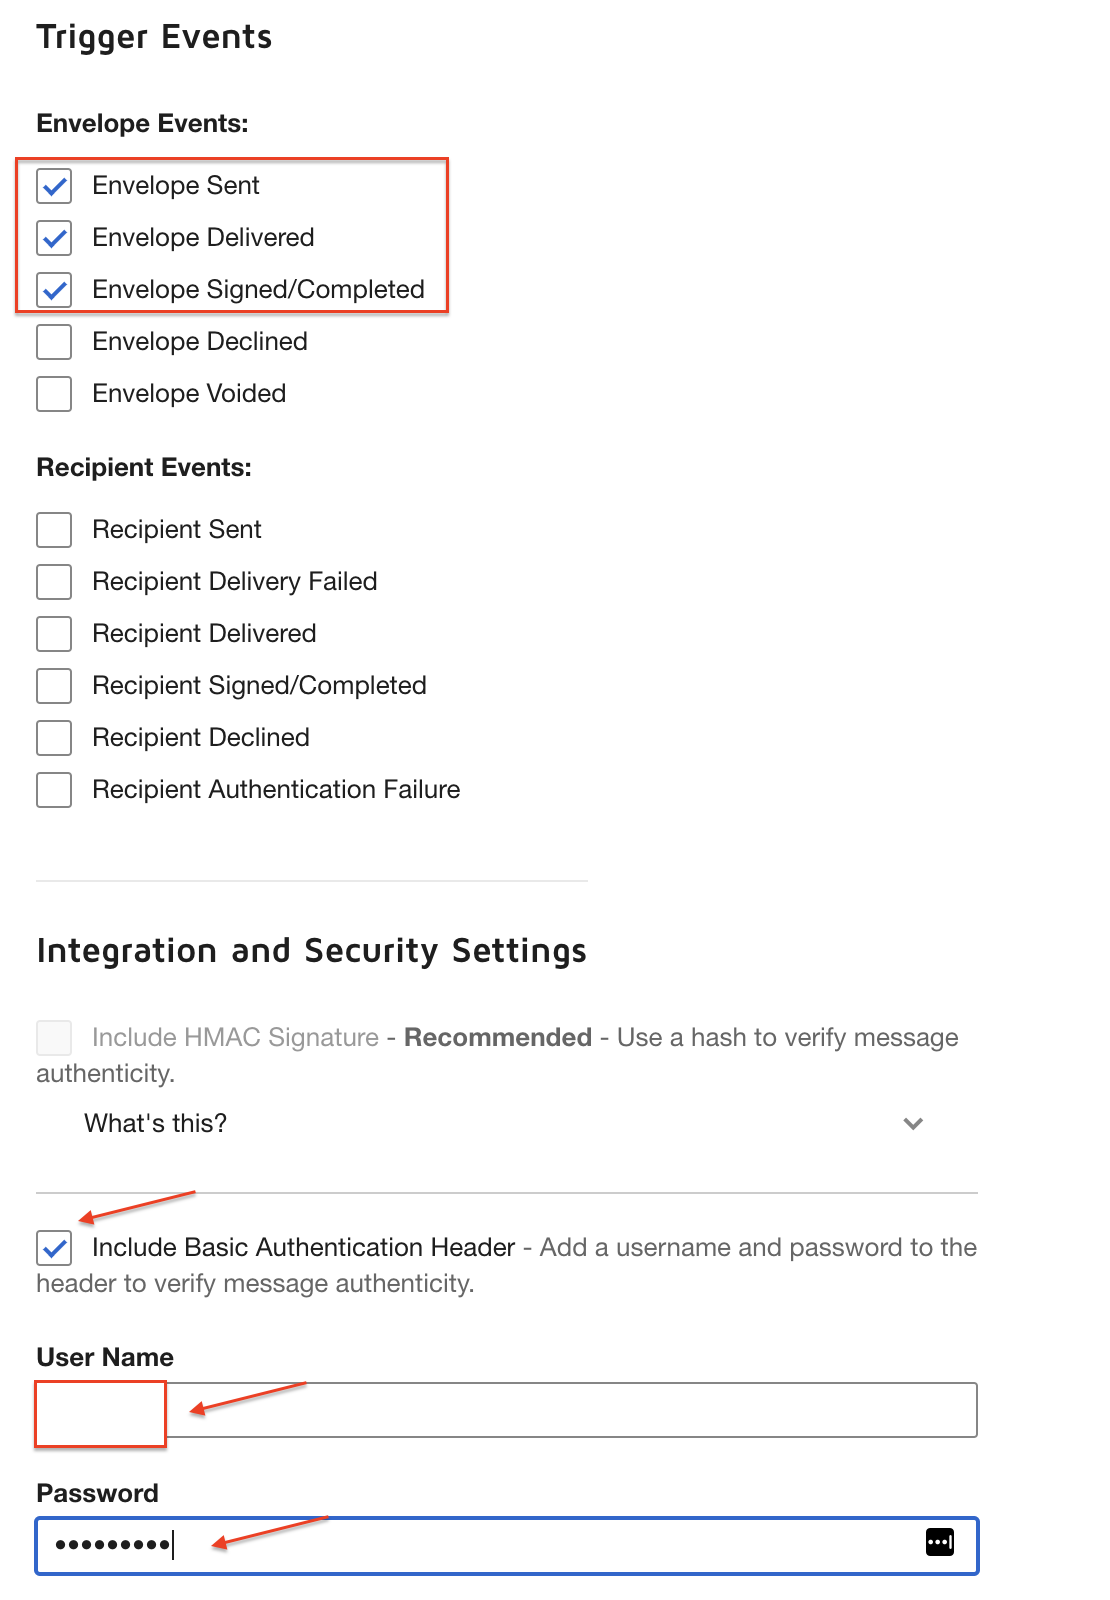 Trigger Events
Envelope Events:
Envelope Sent
Envelope Delivered
Envelope Signed/Completed
Envelope Declined
Envelope Voided
Recipient Events:
Recipient Sent
Recipient Delivery Failed
Recipient Delivered
Recipient Signed/Completed
Recipient Declined
Recipient Authentication Failure
Integration and Security Settings
Include HMAC Signature - Recommended - Use a hash to verify message
authenticity.
What's this?
Include Basic Authentication Header - Add a username and password to the
header to verify message authenticity.
User Name
Password
•••••••••